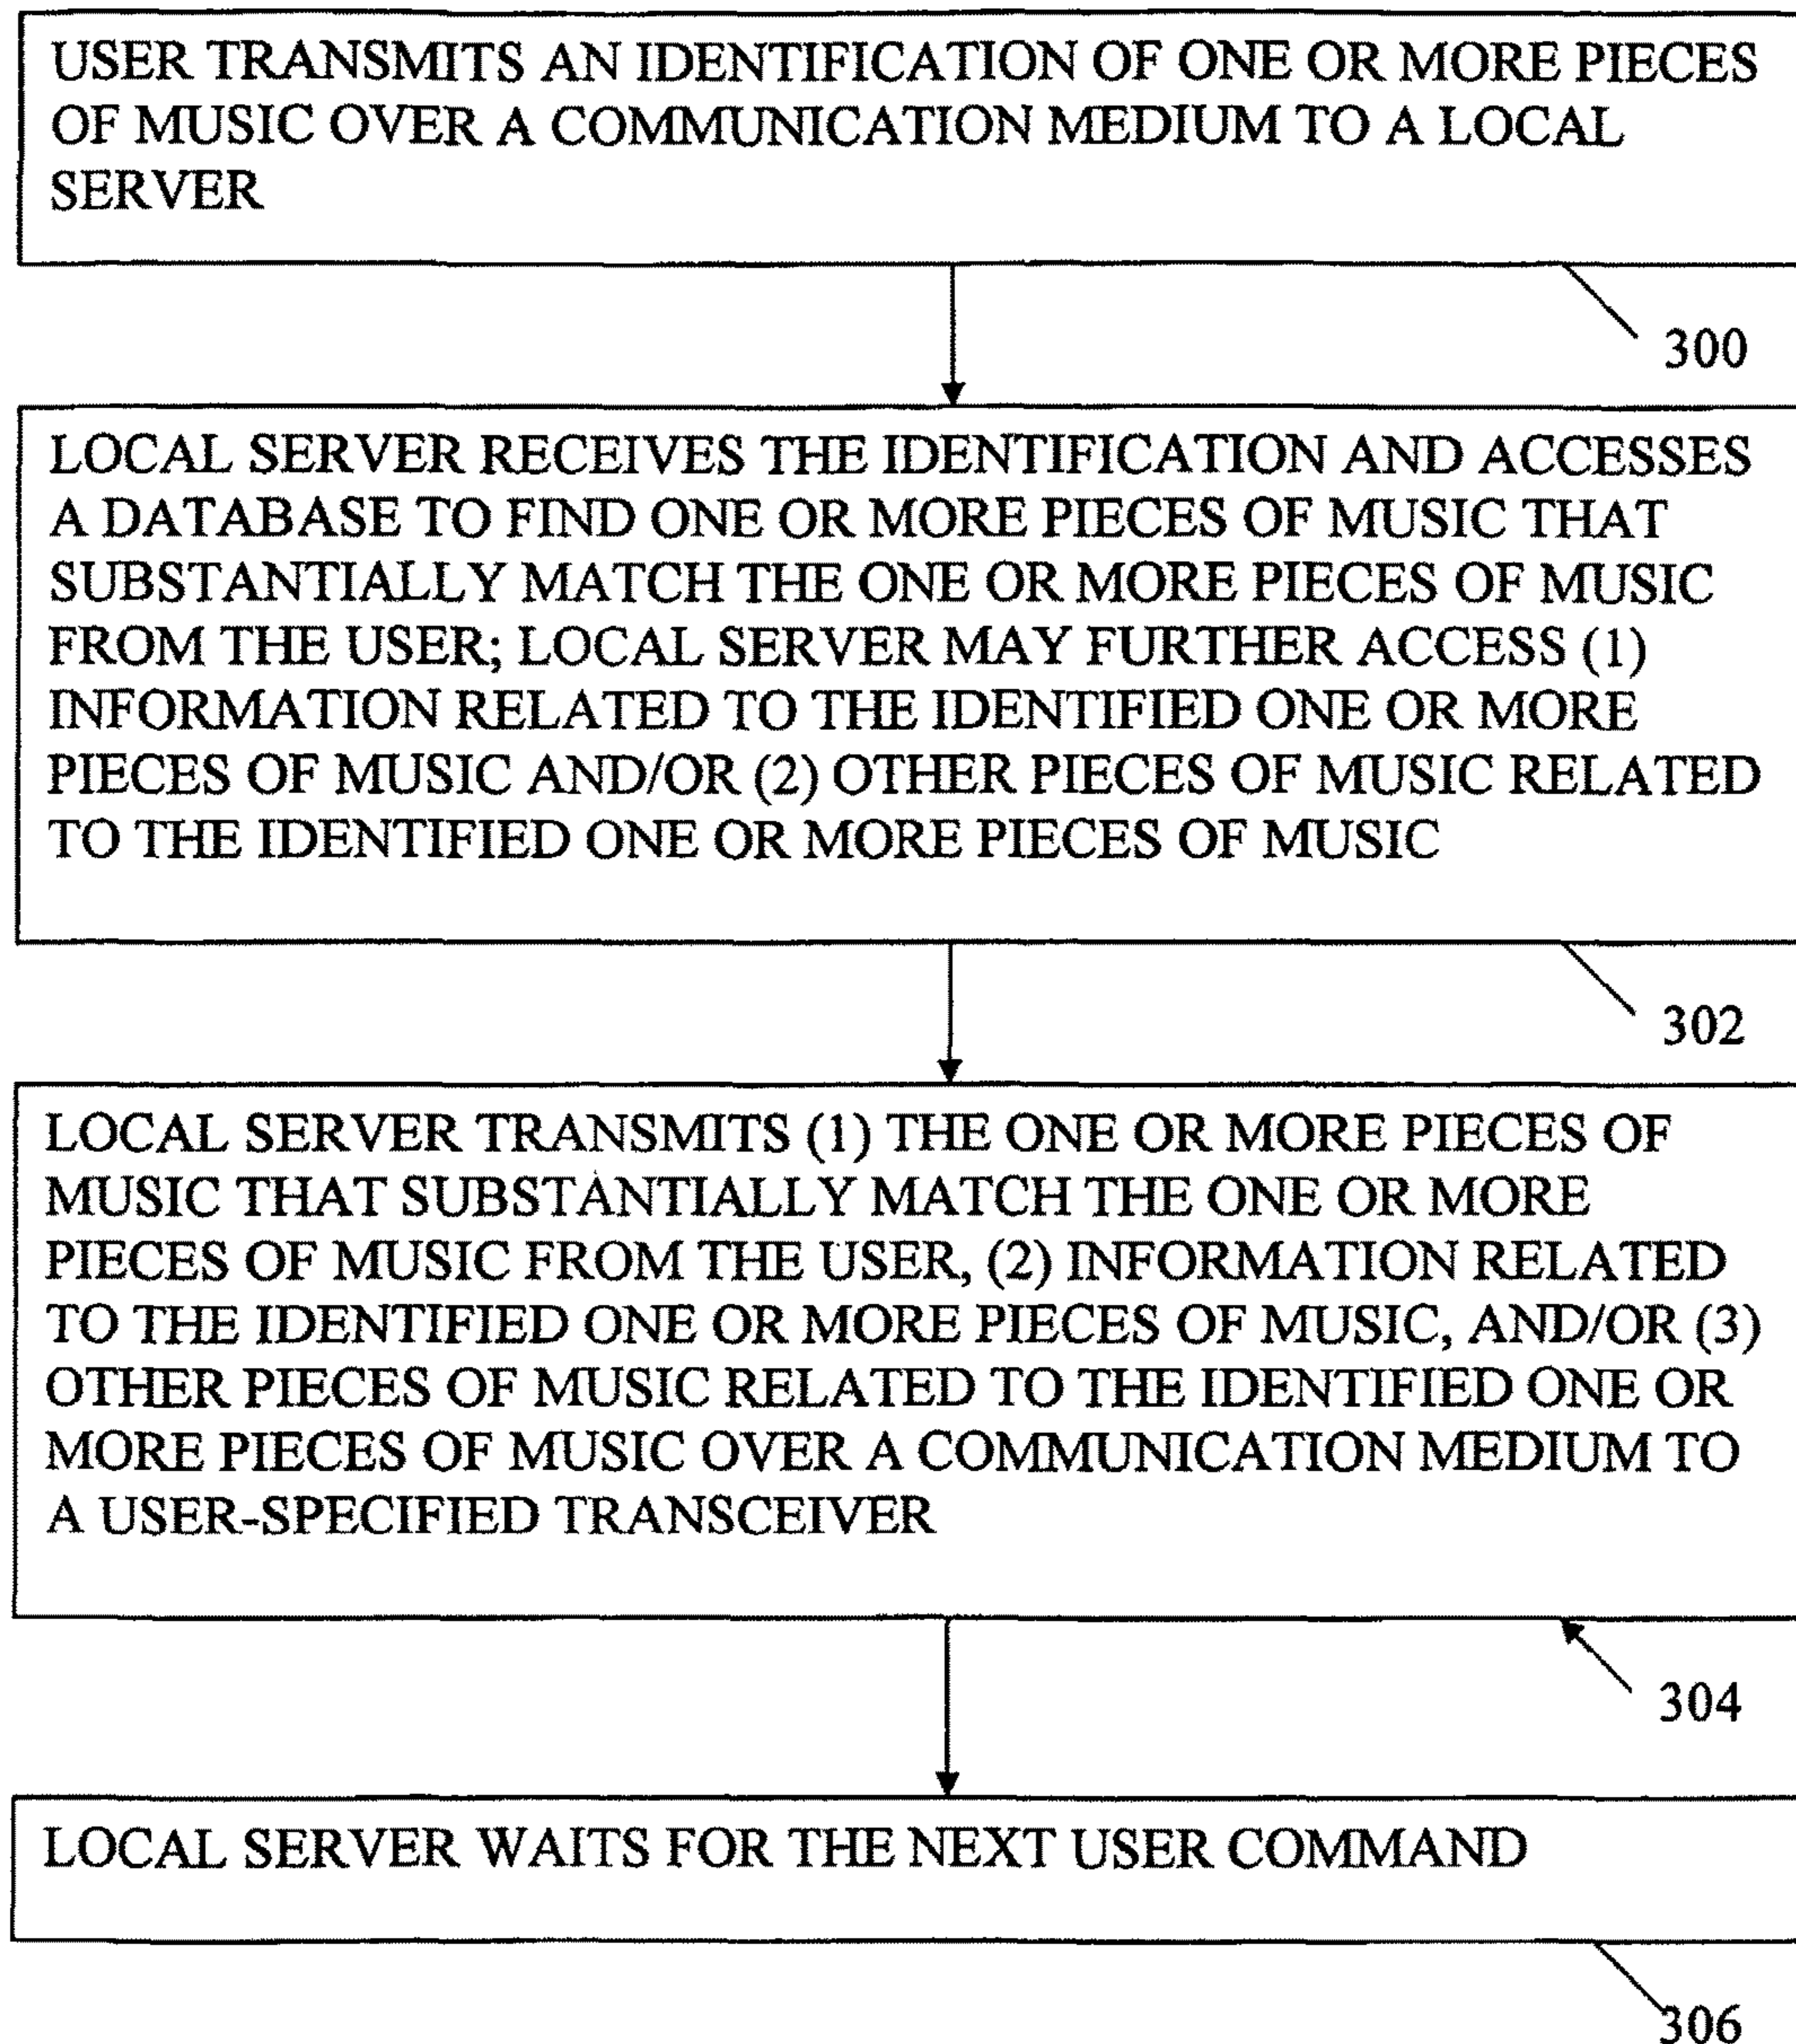 USER TRANSMITS AN IDENTIFICATION OF ONE OR MORE PIECES
OF MUSIC OVER A COMMUNICATION MEDIUM TO A LOCAL
SERVER
300
LOCAL SERVER RECEIVES THE IDENTIFICATION AND ACCESSES
A DATABASE TO FIND ONE OR MORE PIECES OF MUSIC THAT
SUBSTANTIALLY MATCH THE ONE OR MORE PIECES OF MUSIC
FROM THE USER; LOCAL SERVER MAY FURTHER ACCESS (1)
INFORMATION RELATED TO THE IDENTIFIED ONE OR MORE
PIECES OF MUSIC AND/OR (2) OTHER PIECES OF MUSIC RELATED
TO THE IDENTIFIED ONE OR MORE PIECES OF MUSIC
302
LOCAL SERVER TRANSMITS (1) THE ONE OR MORE PIECES OF
MUSIC THAT SUBSTANTIALLY MATCH THE ONE OR MORE
PIECES OF MUSIC FROM THE USER, (2) INFORMATION RELATED
TO THE IDENTIFIED ONE OR MORE PIECES OF MUSIC, AND/OR (3)
OTHER PIECES OF MUSIC RELATED TO THE IDENTIFIED ONE OR
MORE PIECES OF MUSIC OVER A COMMUNICATION MEDIUM TO
A USER-SPECIFIED TRANSCEIVER
304
LOCAL SERVER WAITS FOR THE NEXT USER COMMAND
306